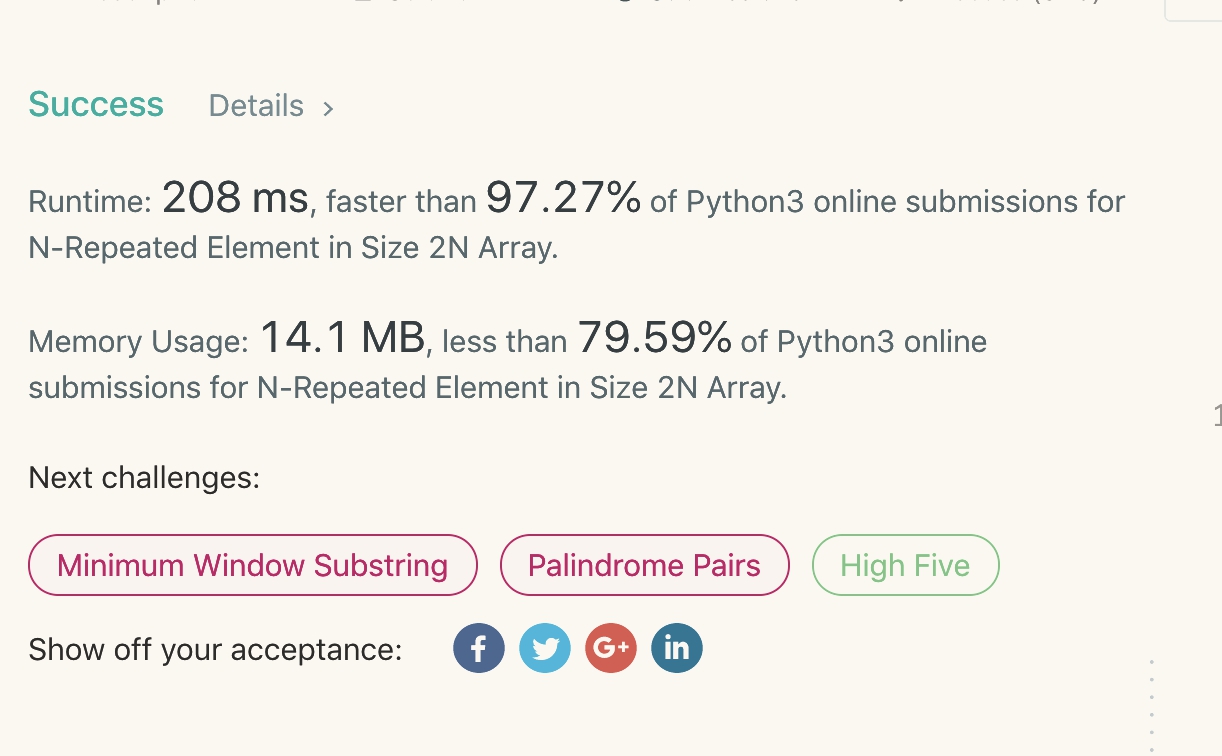 Success Details >
Runtime: 208 ms, faster than 97.27% of Python3 online submissions for
N-Repeated Element in Size 2N Array.
Memory Usage: 14.1 MB, less than 79.59% of Python3 online
submissions for N-Repeated Element in Size 2N Array.
Next challenges:
Minimum Window Substring Palindrome Pairs High Five
Show off your acceptance: f G+ in